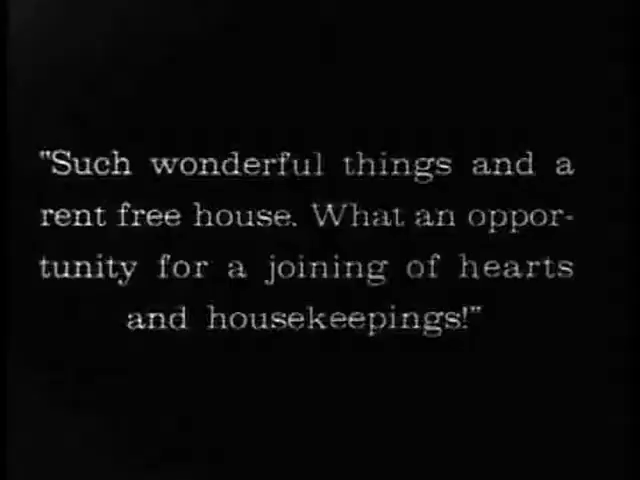 "Such wonderful things and a
rent free house. What an oppor-
tunity for a joining of hearts
and housekeepings!"